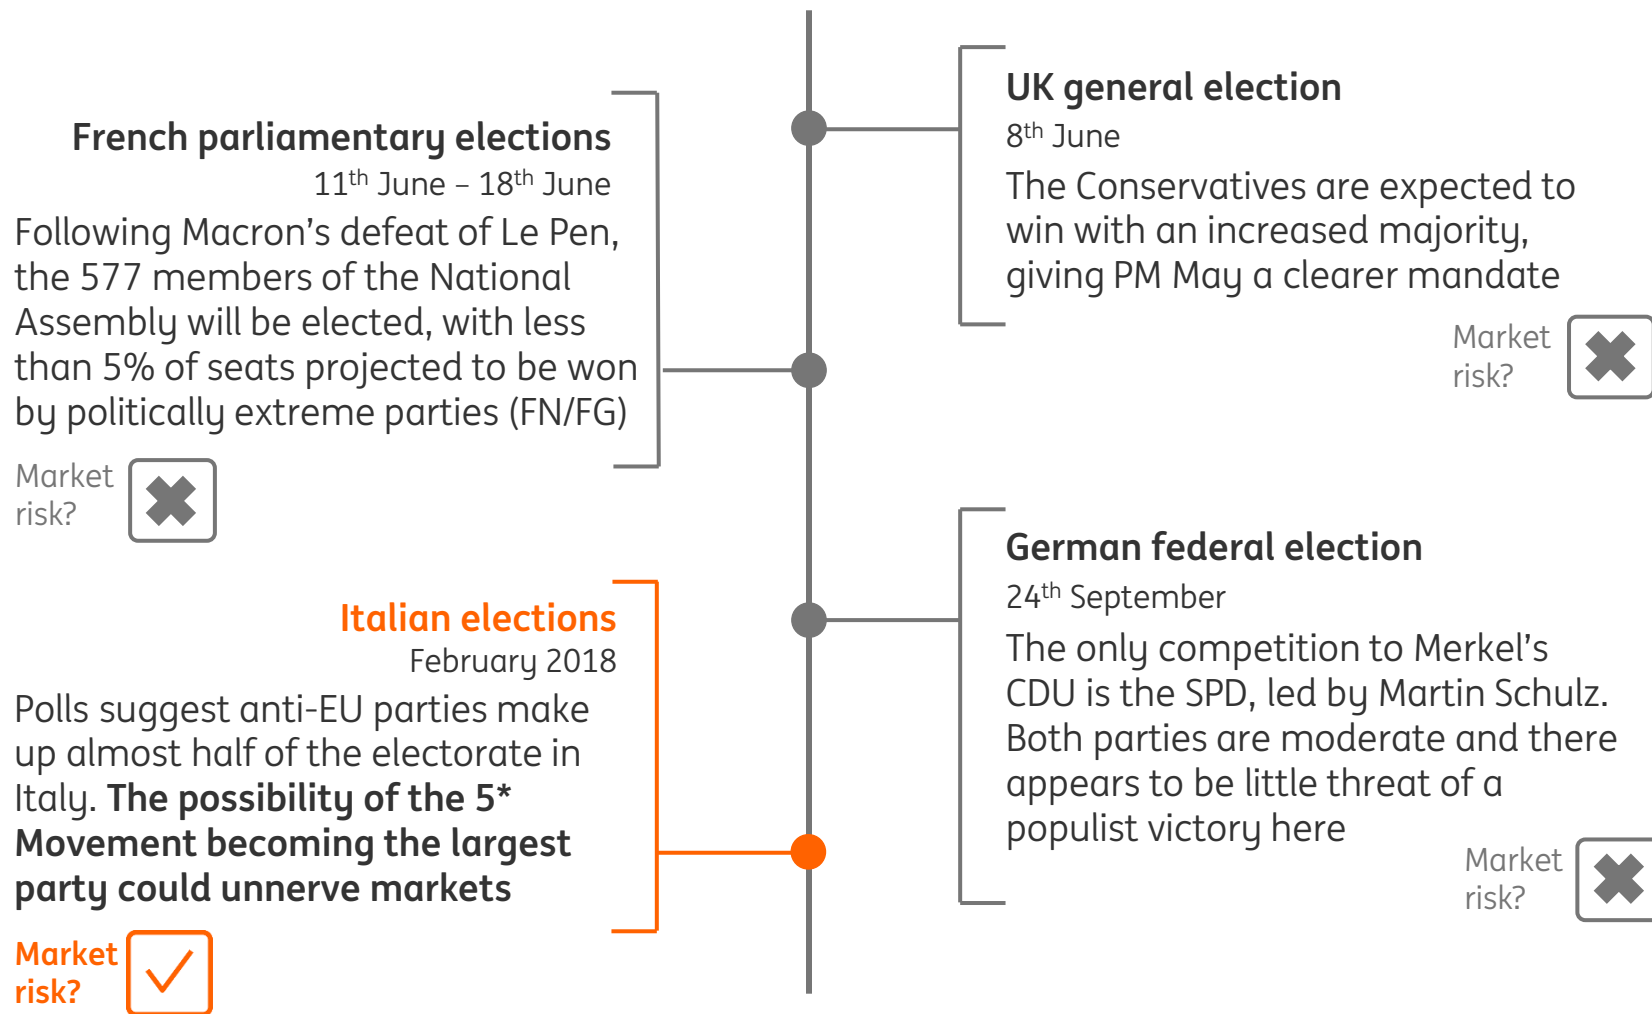 UK general election
8th June
The Conservatives are expected to
win with an increased majority,
giving PM May a clearer mandate
Market
risk?
French parliamentary elections
11th June – 18th June
Following Macron's defeat of Le Pen,
the 577 members of the National
Assembly will be elected, with less
than 5% of seats projected to be won
by politically extreme parties (FN/FG)
Market
risk?
German federal election
24th September
The only competition to Merkel's
CDU is the SPD, led by Martin Schulz.
Both parties are moderate and there
appears to be little threat of a
populist victory here
Market
risk?
Italian elections
February 2018
Polls suggest anti-EU parties make
up almost half of the electorate in
Italy. The possibility of the 5*
Movement becoming the largest
party could unnerve markets
Market
risk?